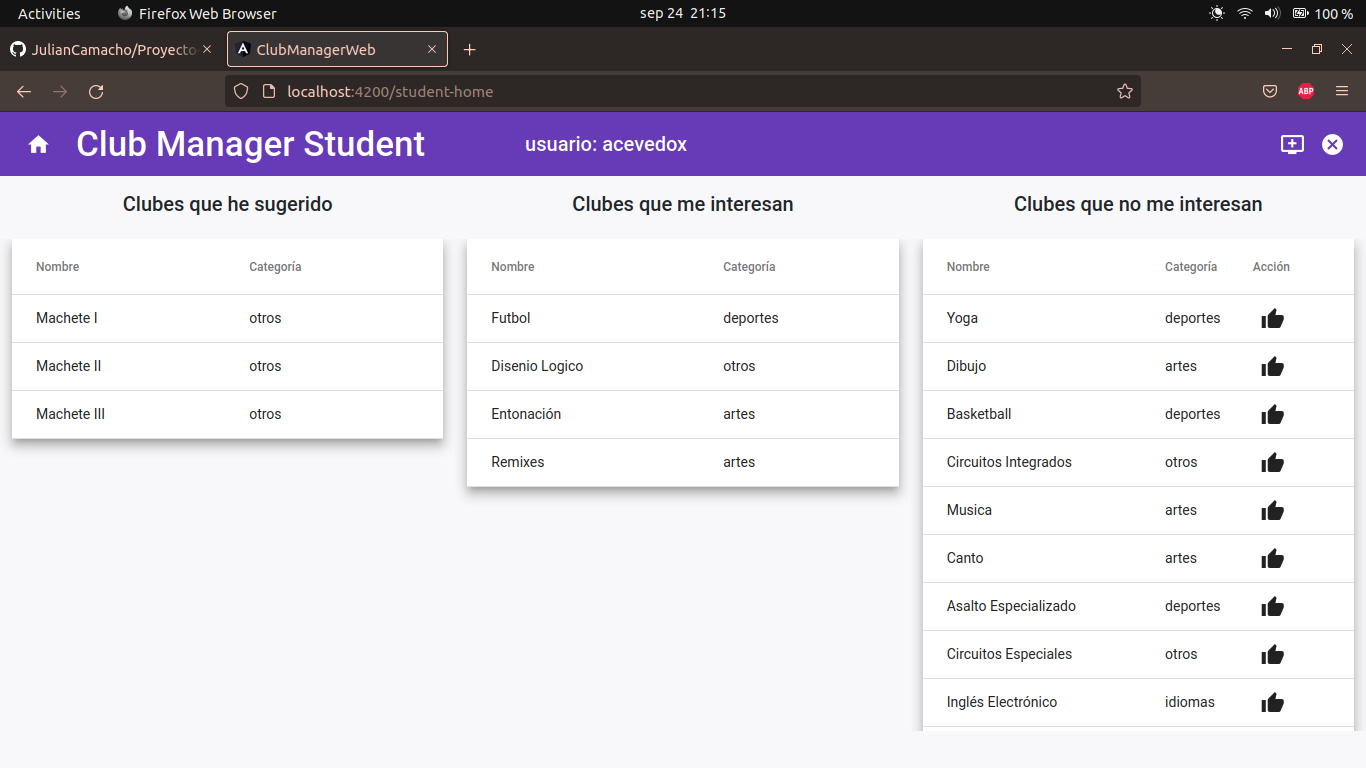 Activities Firefox Web Browser sep 24 21:15 100 %
JulianCamacho/Proyecto ClubManagerWeb
localhost:4200/student-home ABP
Club Manager Student usuario: acevedox
Clubes que he sugerido
Nombre Categoría
Machete I otros
Machete II otros
Machete III otros
Clubes que me interesan
Nombre Categoría
Futbol deportes
Disenio Logico otros
Entonación artes
Remixes artes
Clubes que no me interesan
Nombre Categoría Acción
Yoga deportes
Dibujo artes
Basketball deportes
Circuitos Integrados otros
Musica artes
Canto artes
Asalto Especializado deportes
Circuitos Especiales otros
Inglés Electrónico idiomas